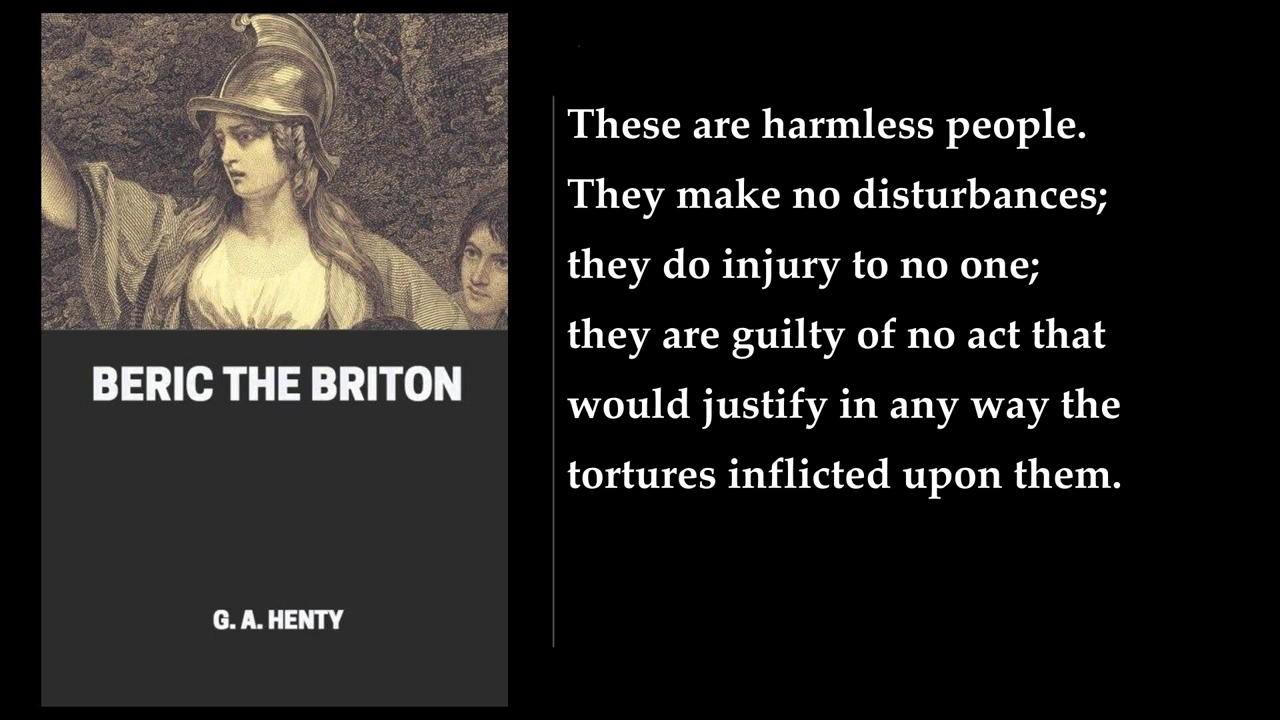 BERIC THE BRITON
G. A. HENTY
These are harmless people.
They make no disturbances;
they do injury to no one;
they are guilty of no act that
would justify in any way the
tortures inflicted upon them.